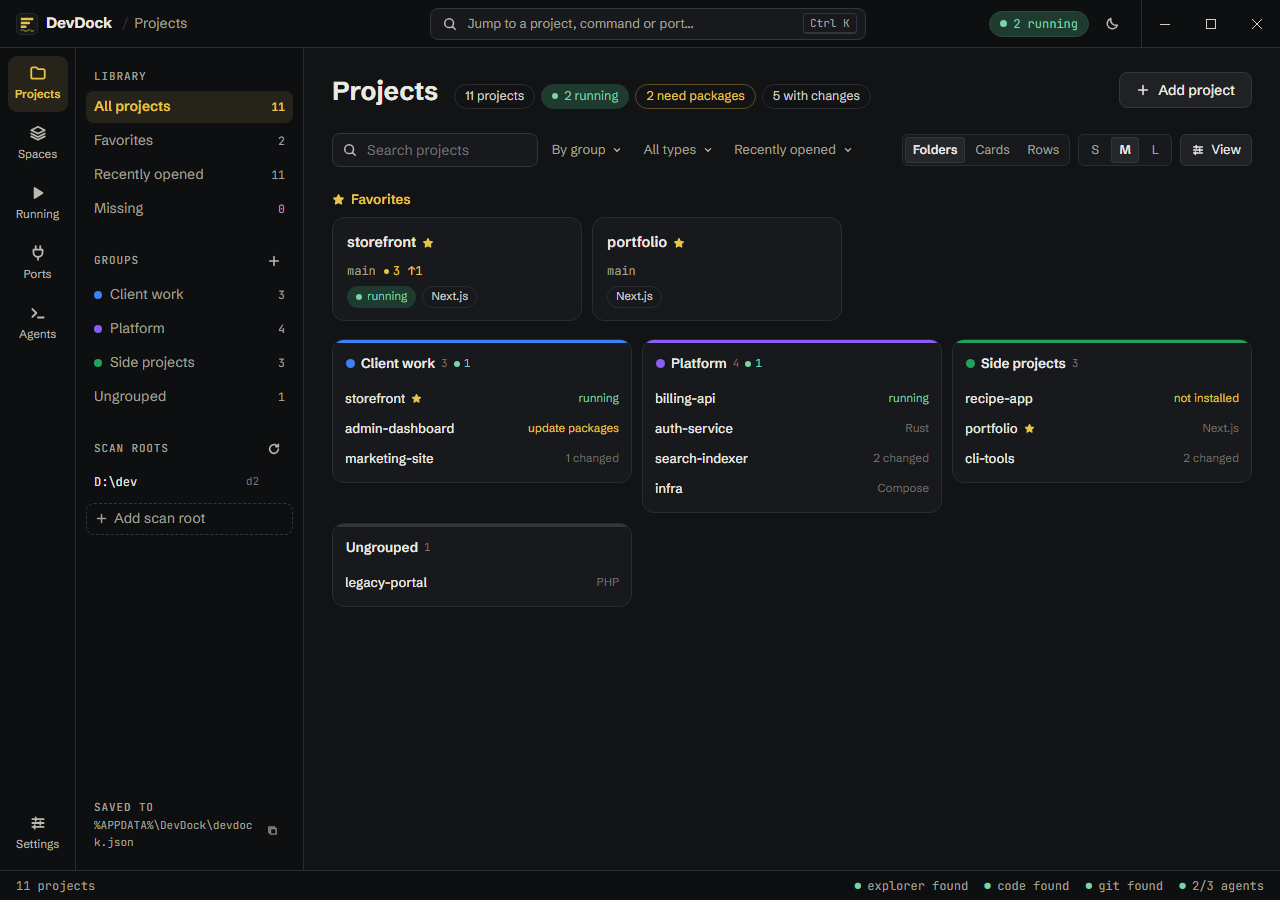 DevDock / Projects
Jump to a project, command or port...
Ctrl K
2 running
Projects
Spaces
Running
Ports
Agents
Settings
LIBRARY
All projects 11
Favorites 2
Recently opened 11
Missing 0
GROUPS
Client work 3
Platform 4
Side projects 3
Ungrouped 1
SCAN ROOTS
D:\dev d2
Add scan root
SAVED TO
%APPDATA%\DevDock\devdoc
k.json
Projects
11 projects
2 running
2 need packages
5 with changes
Add project
Search projects
By group
All types
Recently opened
Folders Cards Rows
S M L
View
Favorites
storefront
main 3 ↑1
running Next.js
portfolio
main
Next.js
Client work 3 1
storefront running
admin-dashboard update packages
marketing-site 1 changed
Platform 4 1
billing-api running
auth-service Rust
search-indexer 2 changed
infra Compose
Side projects 3
recipe-app not installed
portfolio Next.js
cli-tools 2 changed
Ungrouped 1
legacy-portal PHP
11 projects
explorer found
code found
git found
2/3 agents